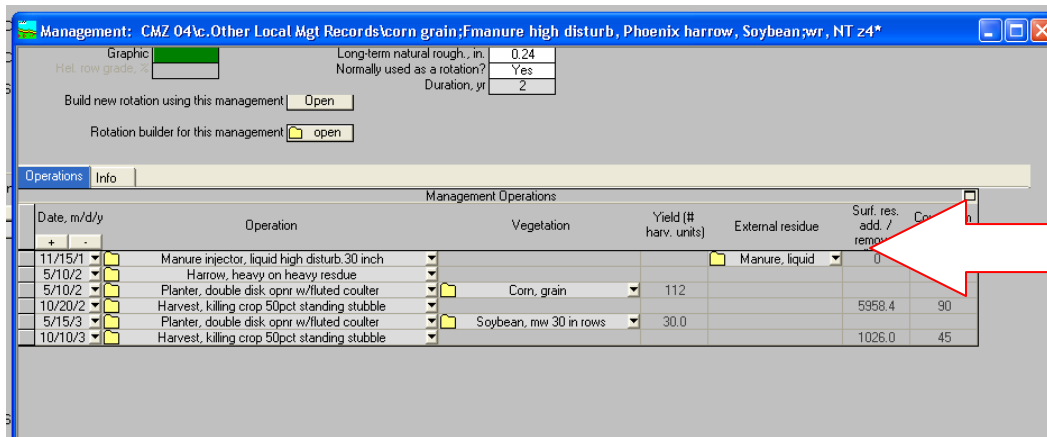 Management: CMZ 04\c.Other Local Mgt Records\corn grain;Fmanure high disturb, Phoenix harrow, Soybean;wr, NT z4*
Graphic
Long-term natural rough., in. 0.24
Hel. row grade, %
Normally used as a rotation? Yes
Duration, yr 2
Build new rotation using this management Open
Rotation builder for this management open
Operations Info
Management Operations
Date, m/d/y + - Operation Vegetation Yield (# harv. units) External residue Surf. res. add. /
11/15/1 Manure injector, liquid high disturb.30 inch Manure, liquid 0
5/10/2 Harrow, heavy on heavy resdue
5/10/2 Planter, double disk opnr w/fluted coulter Corn, grain 112
10/20/2 Harvest, killing crop 50pct standing stubble 5958.4 90
5/15/3 Planter, double disk opnr w/fluted coulter Soybean, mw 30 in rows 30.0
10/10/3 Harvest, killing crop 50pct standing stubble 1026.0 45